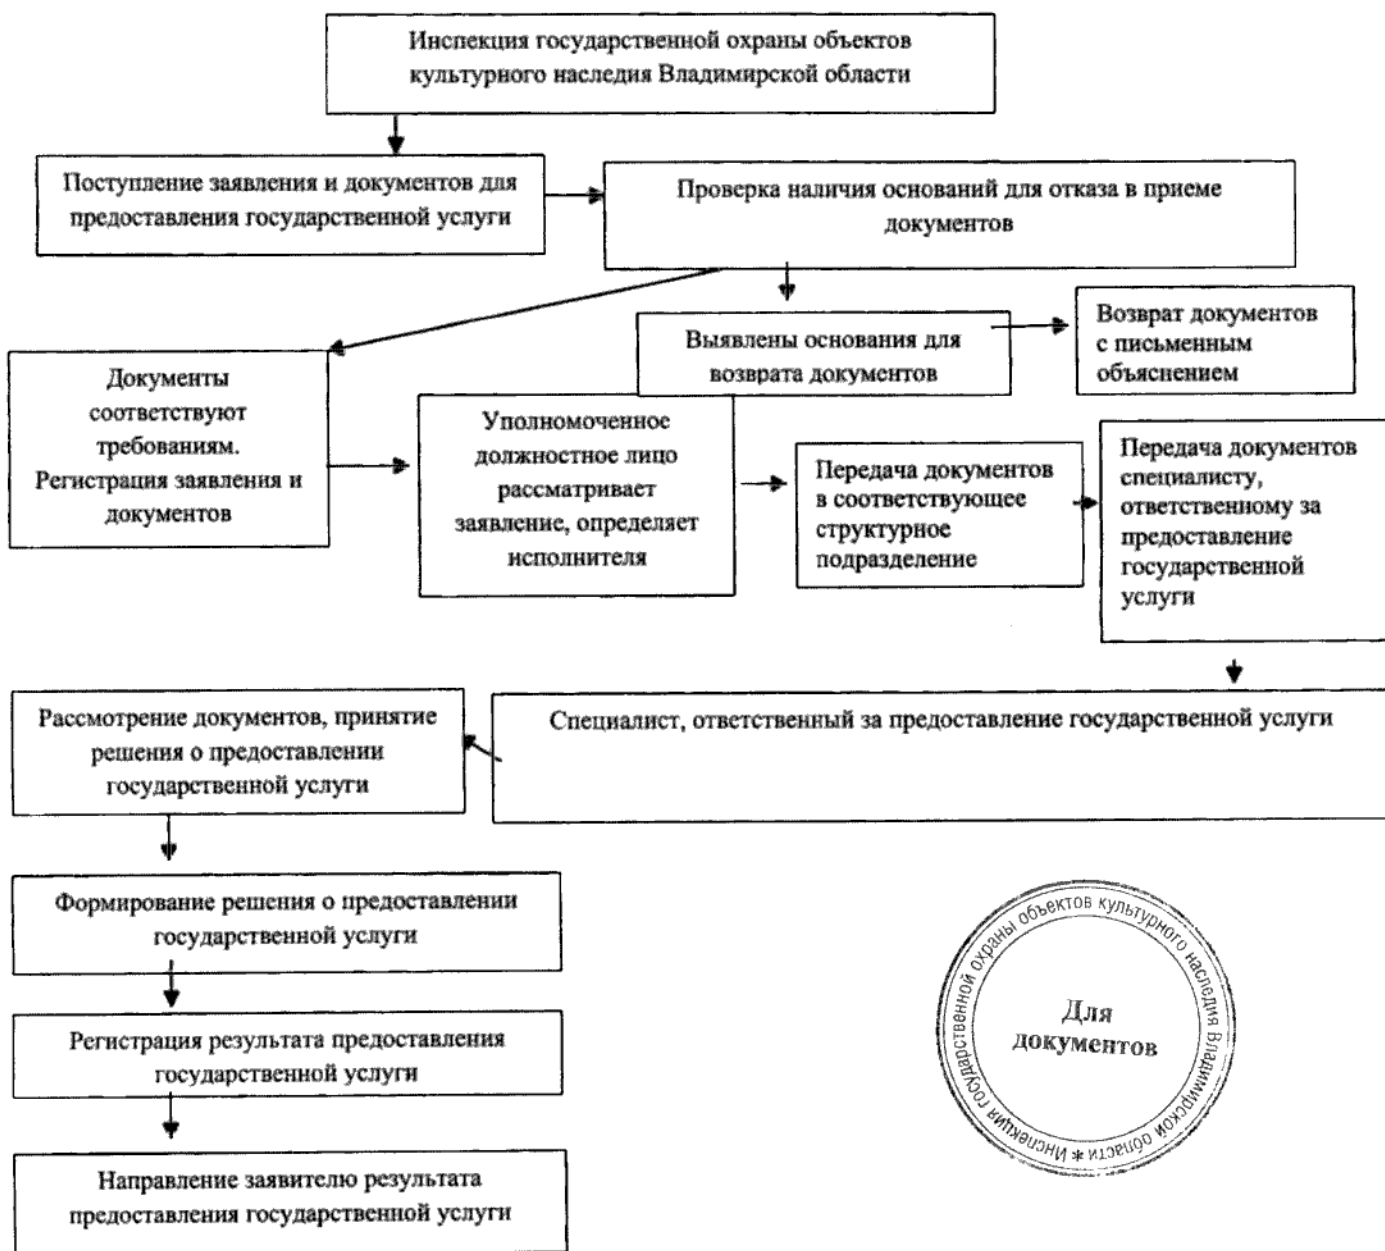 Инспекция государственной охраны объектов
культурного наследия Владимирской области
Поступление заявления и документов для
предоставления государственной услуги
Проверка наличия оснований для отказа в приеме
документов
Выявлены основания для
возврата документов
Возврат документов
с письменным
объяснением
Документы
соответствуют
требованиям.
Регистрация заявления и
документов
Уполномоченное
должностное лицо
рассматривает
заявление, определяет
исполнителя
Передача документов
в соответствующее
структурное
подразделение
Передача документов
специалисту,
ответственному за
предоставление
государственной
услуги
Специалист, ответственный за предоставление государственной услуги
Рассмотрение документов, принятие
решения о предоставлении
государственной услуги
Формирование решения о предоставлении
государственной услуги
Регистрация результата предоставления
государственной услуги
Направление заявителю результата
предоставления государственной услуги
Инспекция государственной охраны объектов культурного наследия Владимирской области *
Для
документов